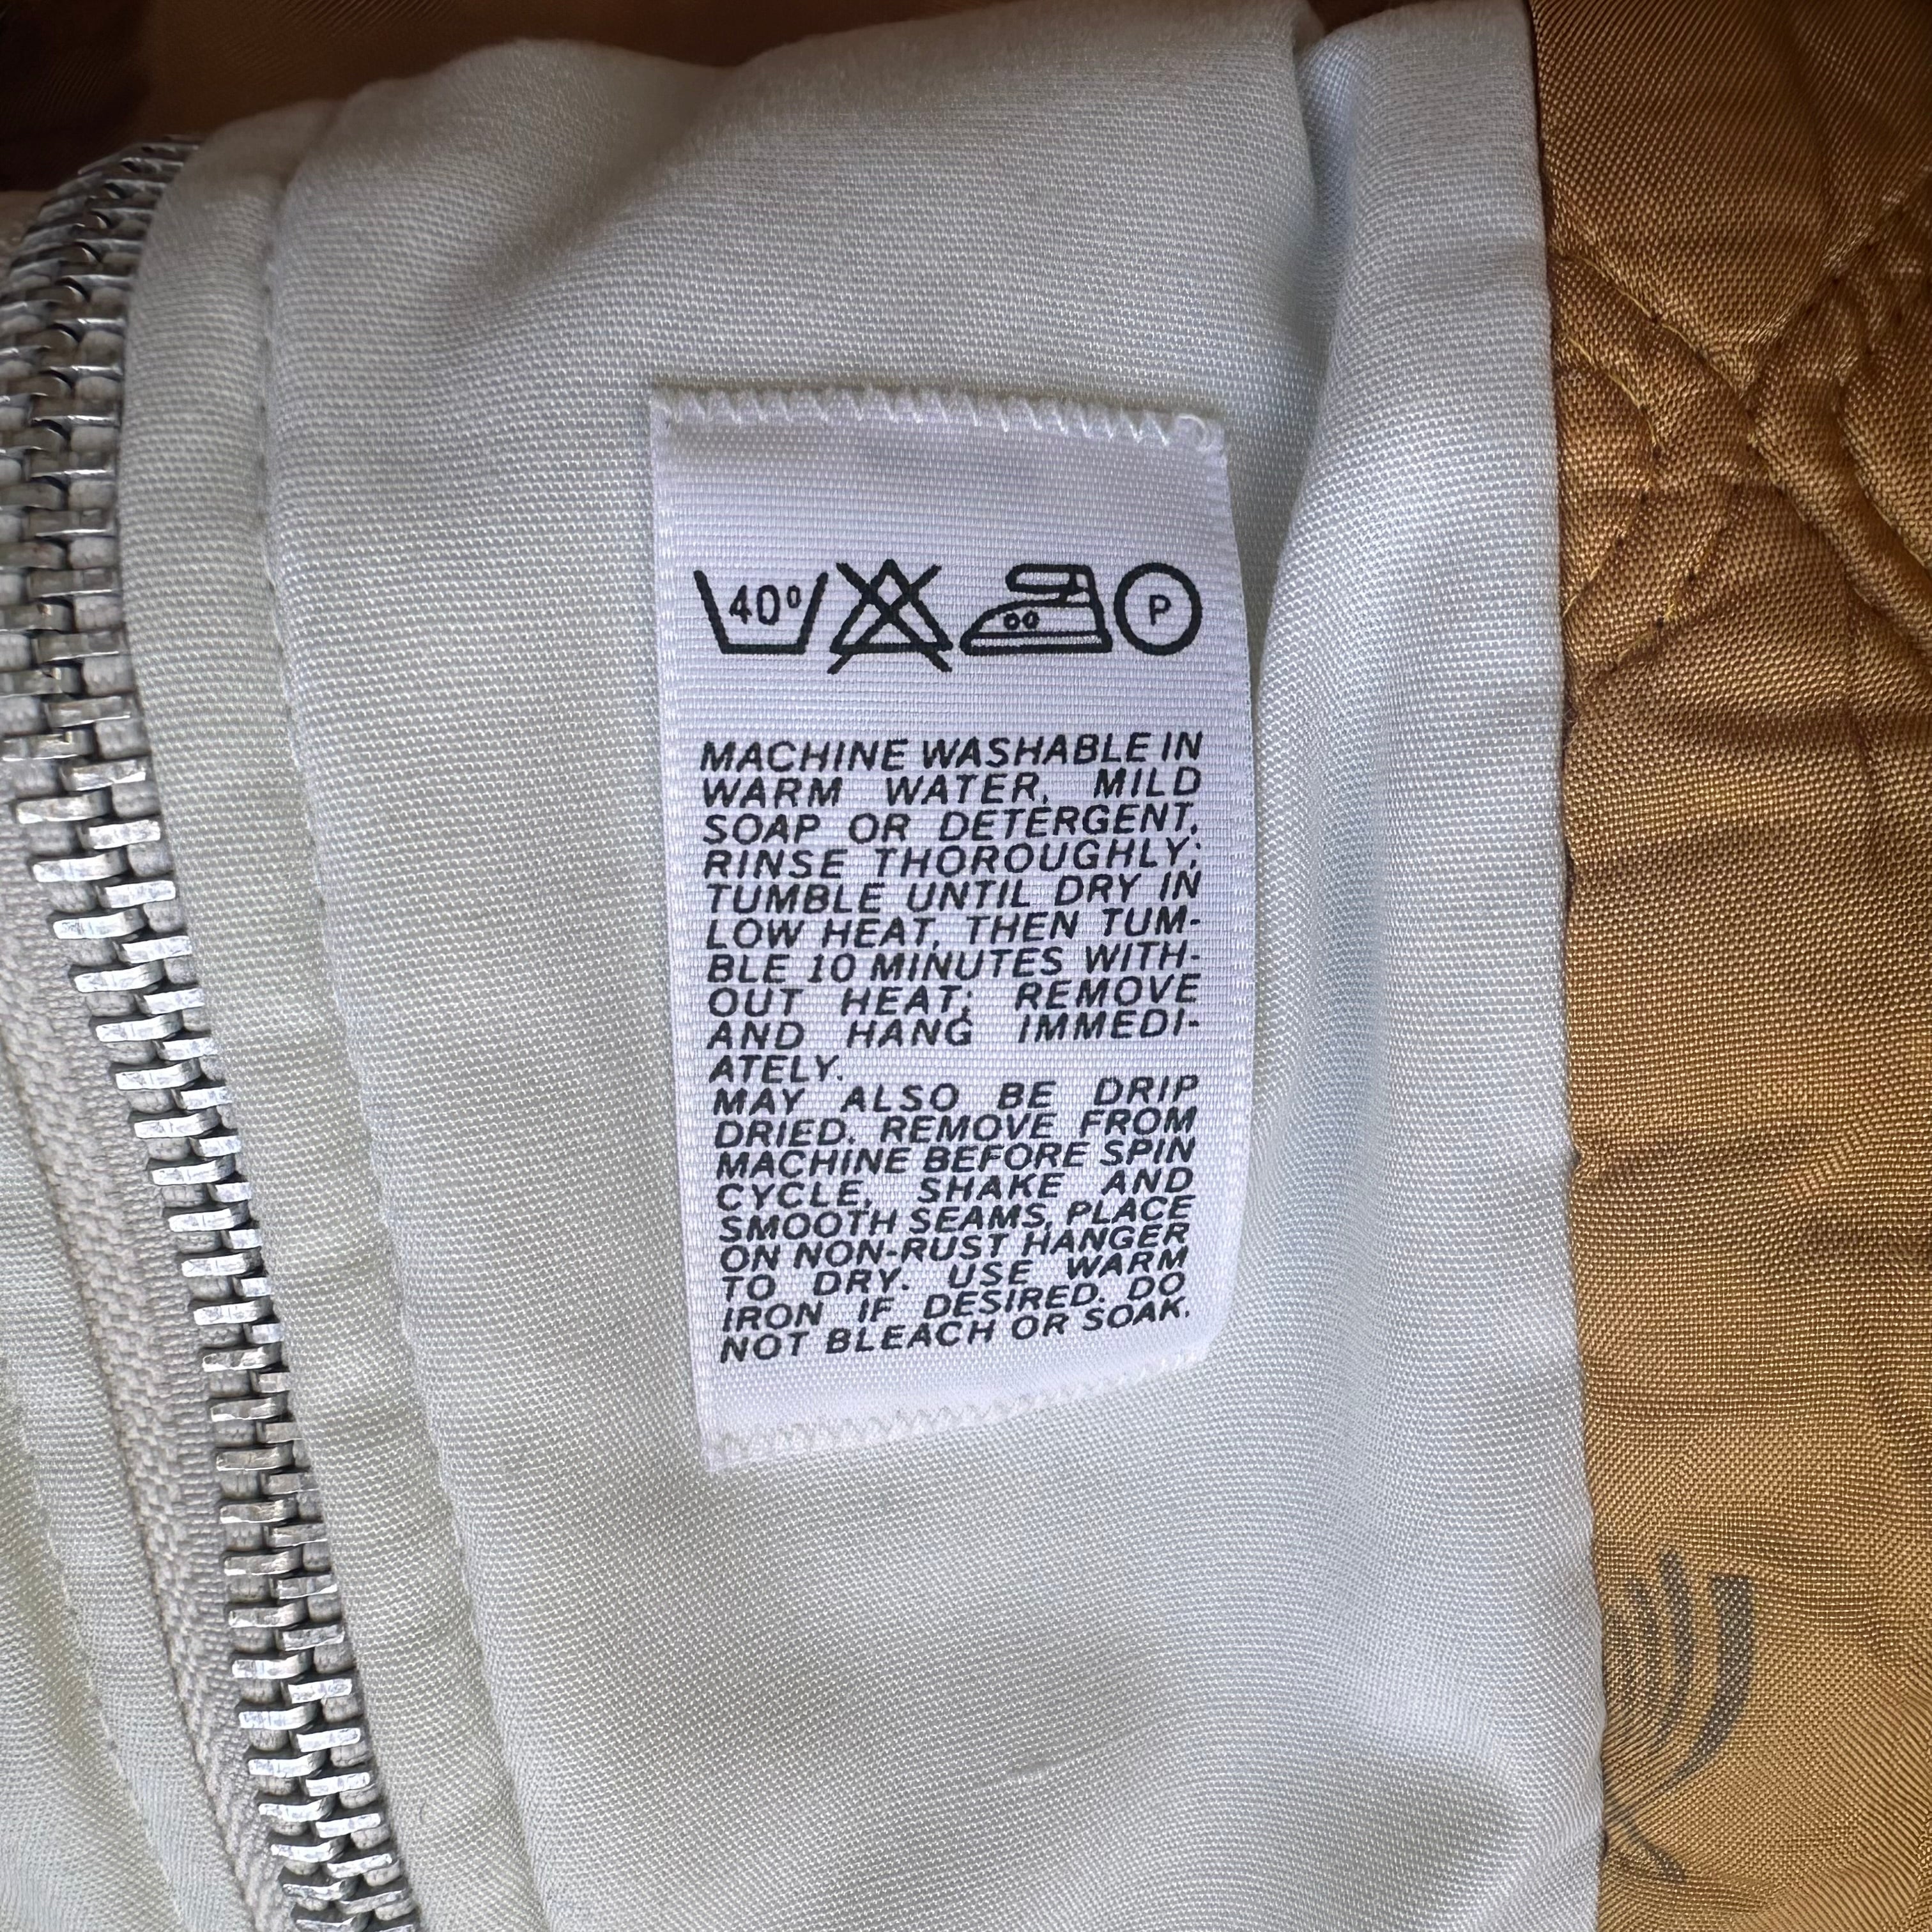 40°
P
MACHINE WASHABLE IN
WARM WATER, MILD
SOAP OR DETERGENT.
RINSE THOROUGHLY;
TUMBLE UNTIL DRY IN
LOW HEAT, THEN TUM-
BLE 10 MINUTES WITH-
OUT HEAT; REMOVE
AND HANG IMMEDI-
ATELY.
MAY ALSO BE DRIP
DRIED. REMOVE FROM
MACHINE BEFORE SPIN
CYCLE, SHAKE AND
SMOOTH SEAMS, PLACE
ON NON-RUST HANGER
TO DRY. USE WARM
IRON IF DESIRED. DO
NOT BLEACH OR SOAK.